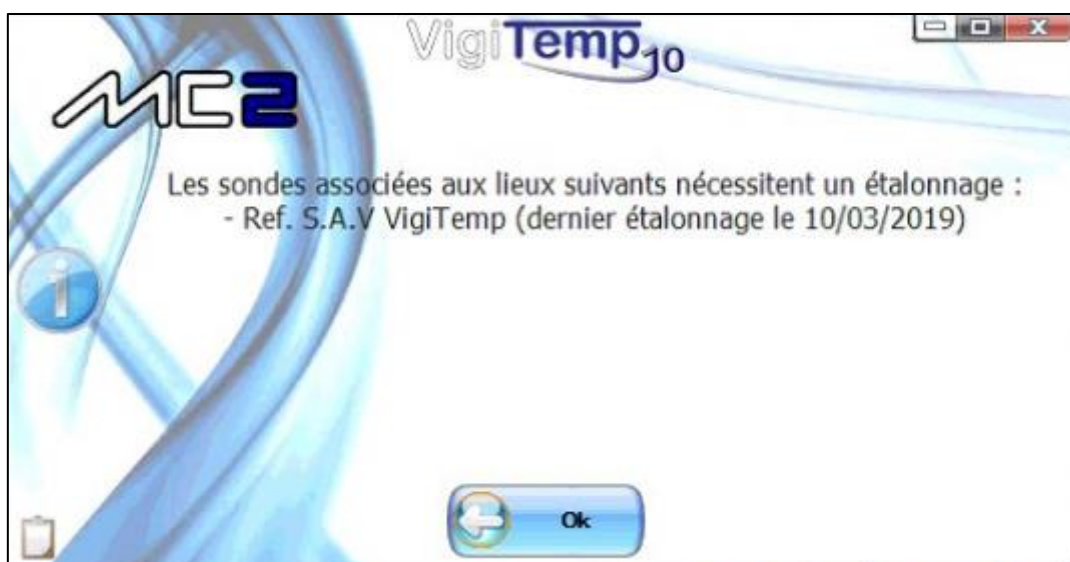 VigiTemp10
MC2
Les sondes associées aux lieux suivants nécessitent un étalonnage :
- Ref. S.A.V VigiTemp (dernier étalonnage le 10/03/2019)
Ok